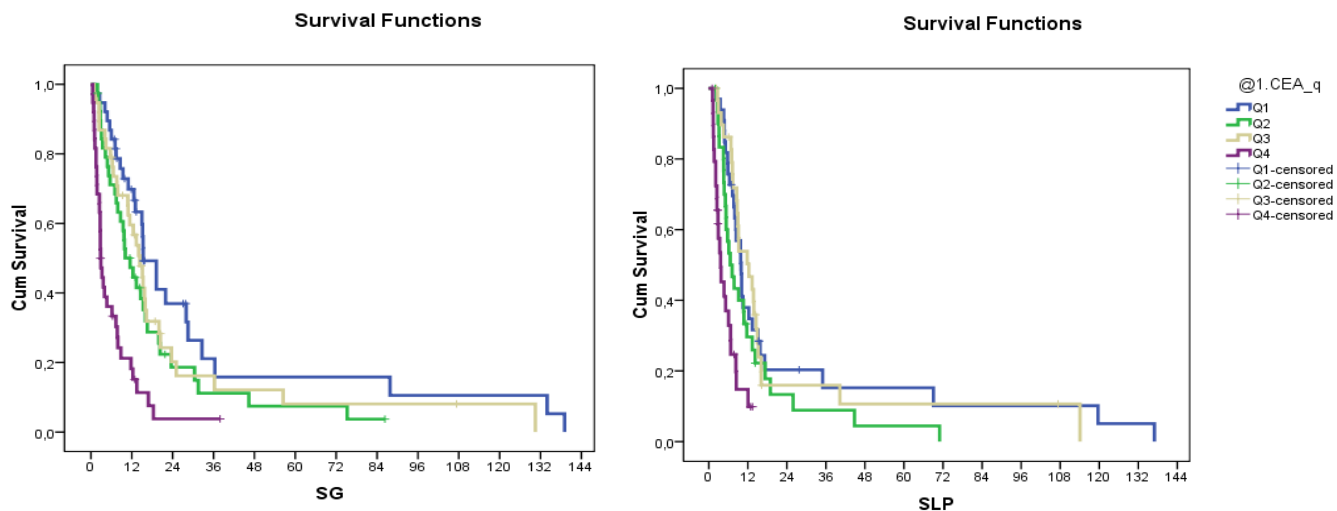 Survival Functions
Cum Survival
1,0
0,8
0,6
0,4
0,2
0,0
0 12 24 36 48 60 72 84 96 108 120 132 144
SG
Survival Functions
Cum Survival
1,0
0,8
0,6
0,4
0,2
0,0
0 12 24 36 48 60 72 84 96 108 120 132 144
SLP
@1.CEA_q
Q1
Q2
Q3
Q4
Q1-censored
Q2-censored
Q3-censored
Q4-censored